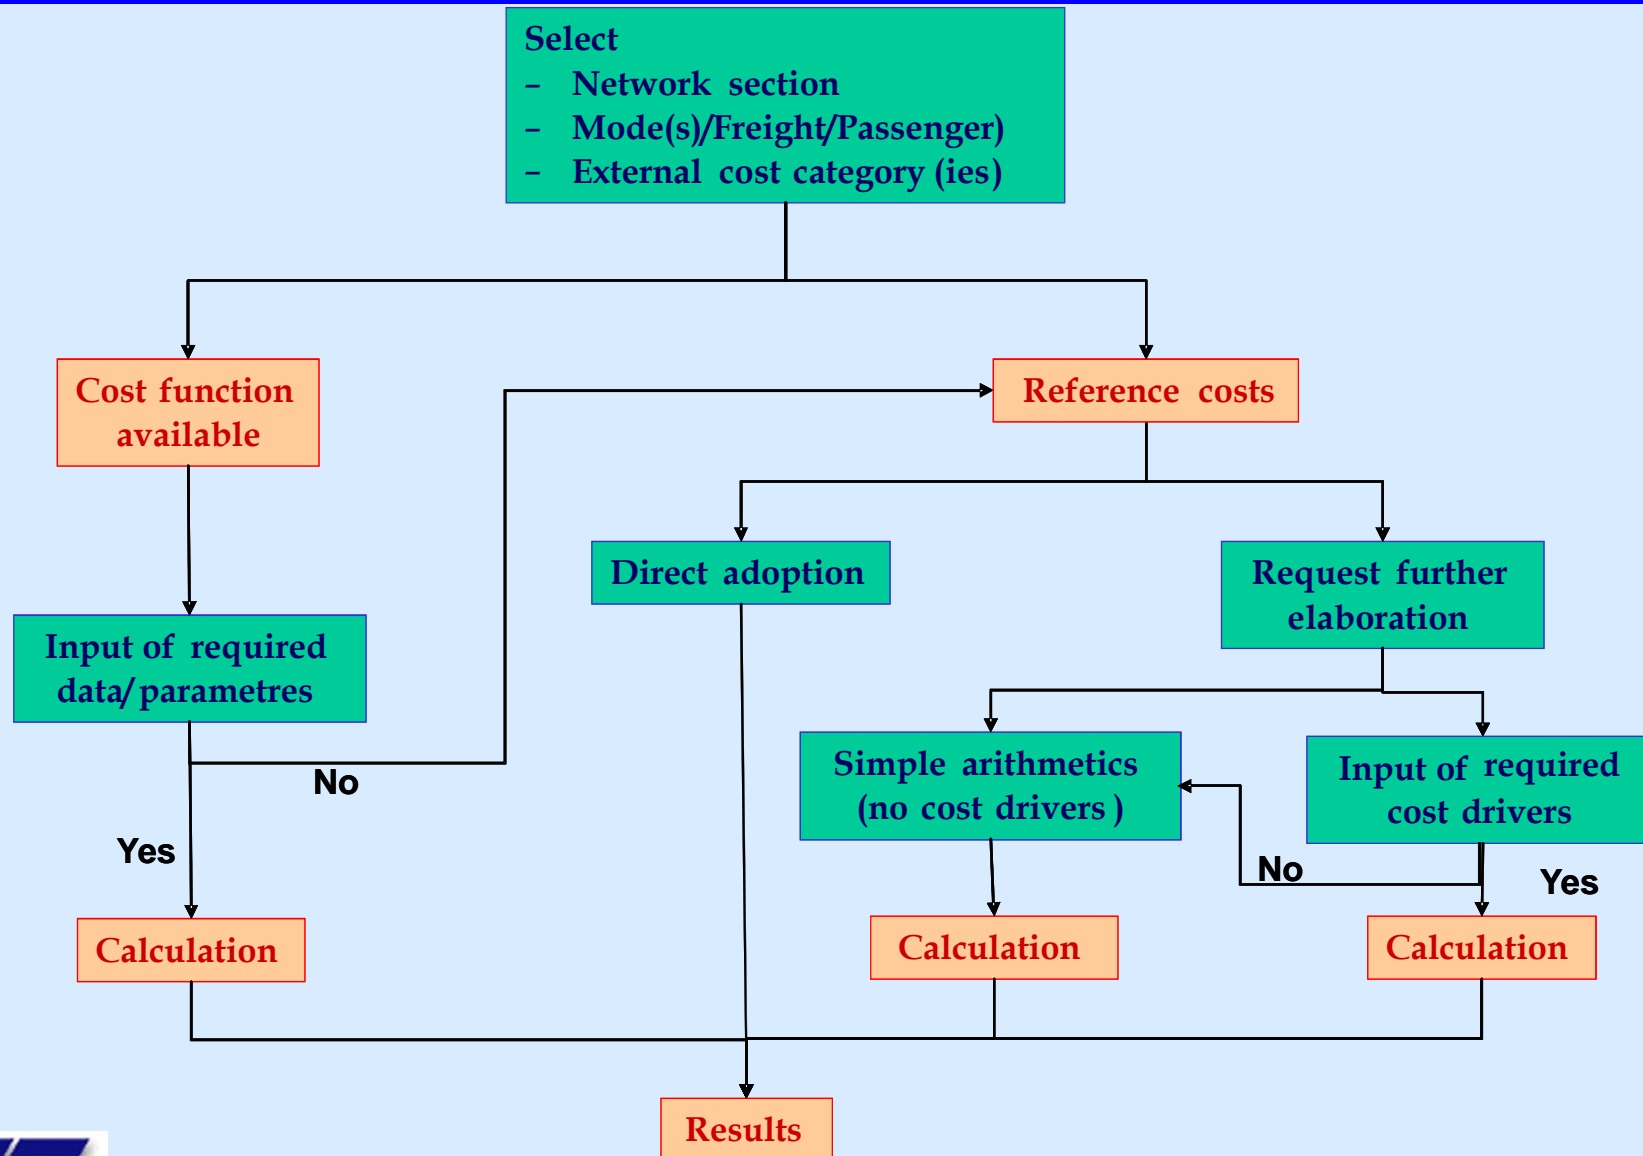 Select
– Network section
– Mode(s)/Freight/Passenger)
– External cost category (ies)
Cost function
available
Reference costs
Direct adoption
Request further
elaboration
Input of required
data/parametres
No
Simple arithmetics
(no cost drivers )
Input of required
cost drivers
Yes
No
Yes
Calculation
Calculation
Calculation
Results